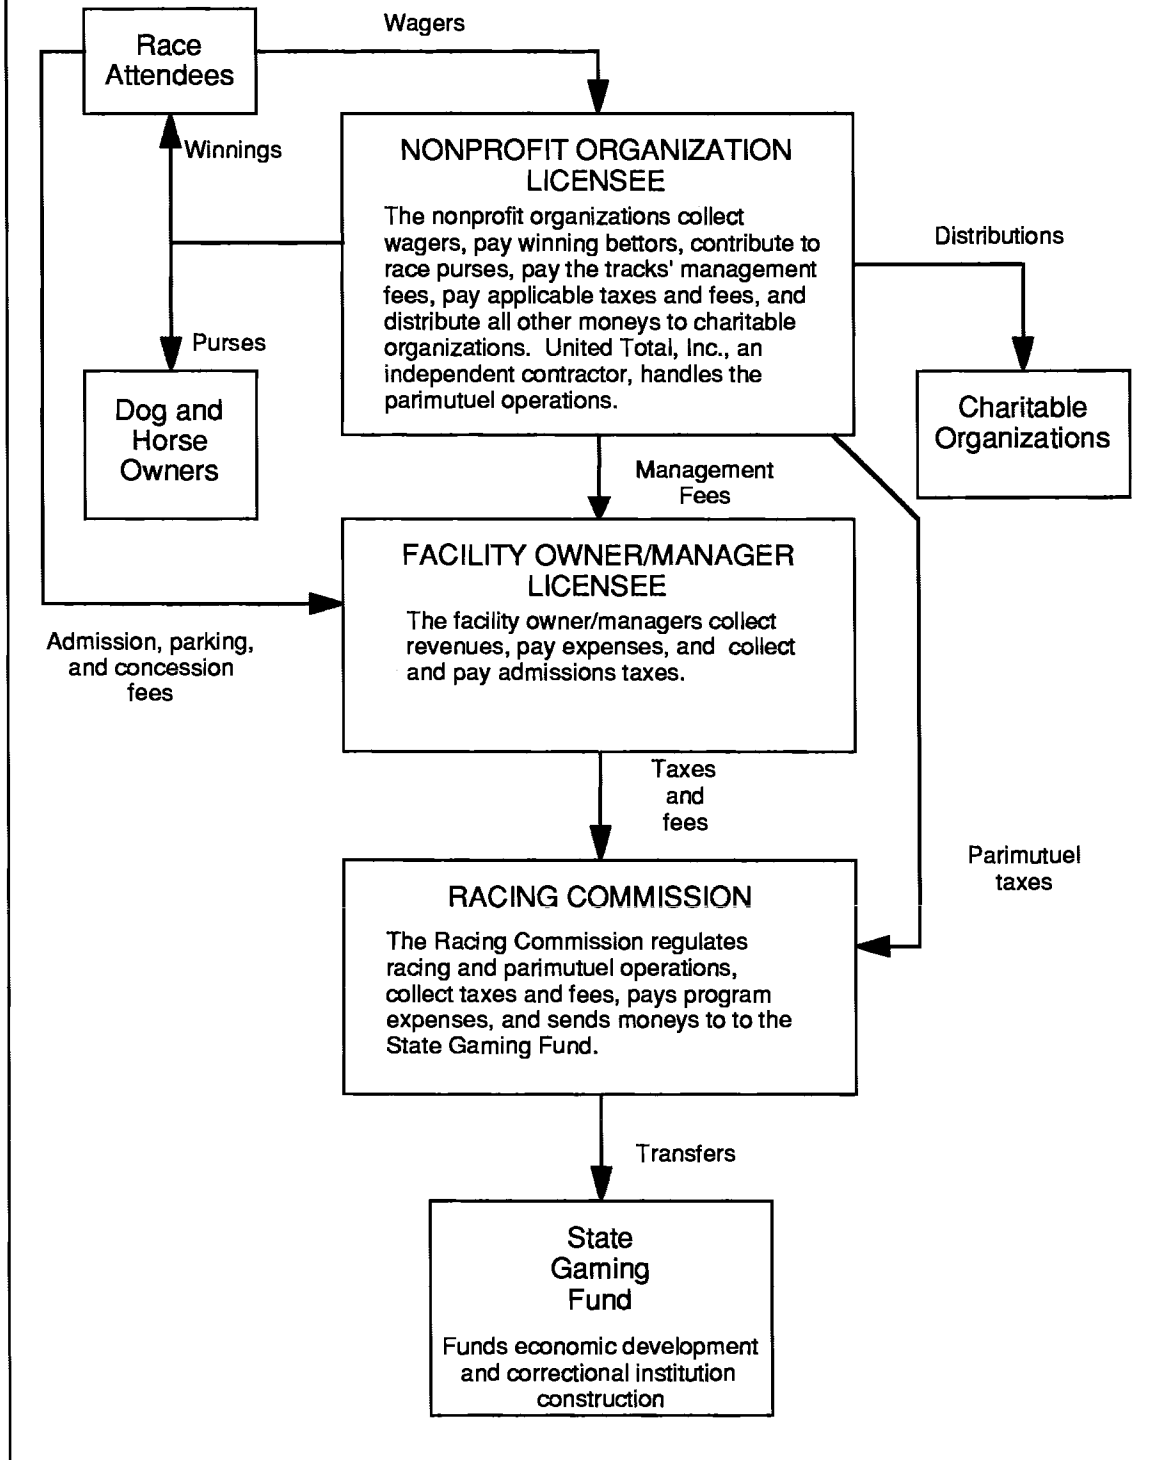 Wagers
Race
Attendees
Winnings
NONPROFIT ORGANIZATION
LICENSEE
The nonprofit organizations collect
wagers, pay winning bettors, contribute to
race purses, pay the tracks' management
fees, pay applicable taxes and fees, and
distribute all other moneys to charitable
organizations. United Total, Inc., an
independent contractor, handles the
parimutuel operations.
Distributions
Purses
Dog and
Horse
Owners
Charitable
Organizations
Management
Fees
FACILITY OWNER/MANAGER
LICENSEE
The facility owner/managers collect
revenues, pay expenses, and collect
and pay admissions taxes.
Admission, parking,
and concession
fees
Taxes
and
fees
Parimutuel
taxes
RACING COMMISSION
The Racing Commission regulates
racing and parimutuel operations,
collect taxes and fees, pays program
expenses, and sends moneys to to the
State Gaming Fund.
Transfers
State
Gaming
Fund
Funds economic development
and correctional institution
construction